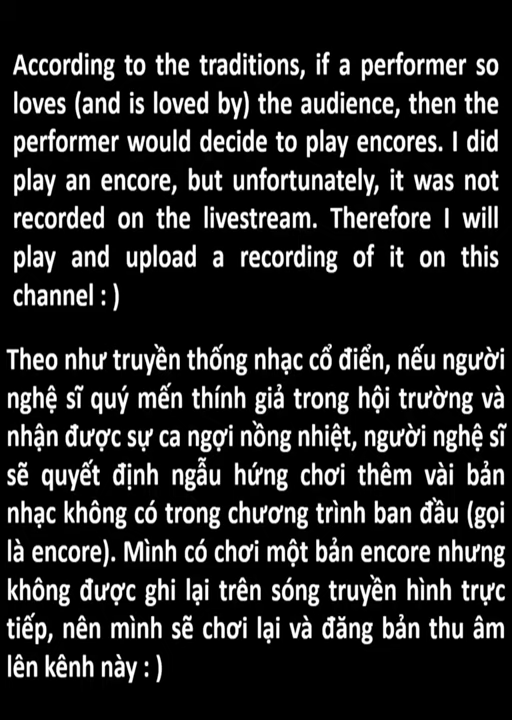 According to the traditions, if a performer so
loves (and is loved by) the audience, then the
performer would decide to play encores. I did
play an encore, but unfortunately, it was not
recorded on the livestream. Therefore I will
play and upload a recording of it on this
channel : )
Theo như truyền thống nhạc cổ điển, nếu người
nghệ sĩ quý mến thính giả trong hội trường và
nhận được sự ca ngợi nồng nhiệt, người nghệ sĩ
sẽ quyết định ngẫu hứng chơi thêm vài bản
nhạc không có trong chương trình ban đầu (gọi
là encore). Mình có chơi một bản encore nhưng
không được ghi lại trên sóng truyền hình trực
tiếp, nên mình sẽ chơi lại và đăng bản thu âm
lên kênh này : )